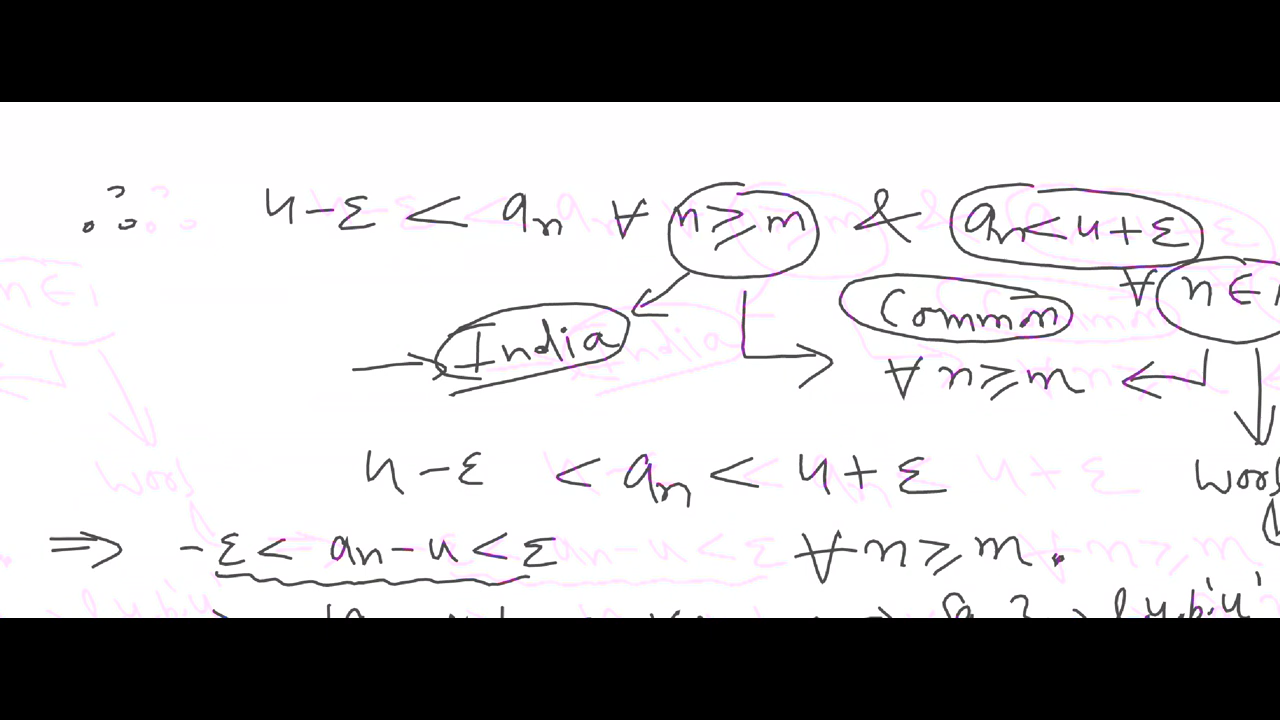 ∴ u-ε < aₙ ∀ n≥m & aₙ<u+ε
∀ n∈
India Common
∀ n≥m
u-ε < aₙ < u+ε
⇒ -ε< aₙ-u<ε ∀ n≥m.